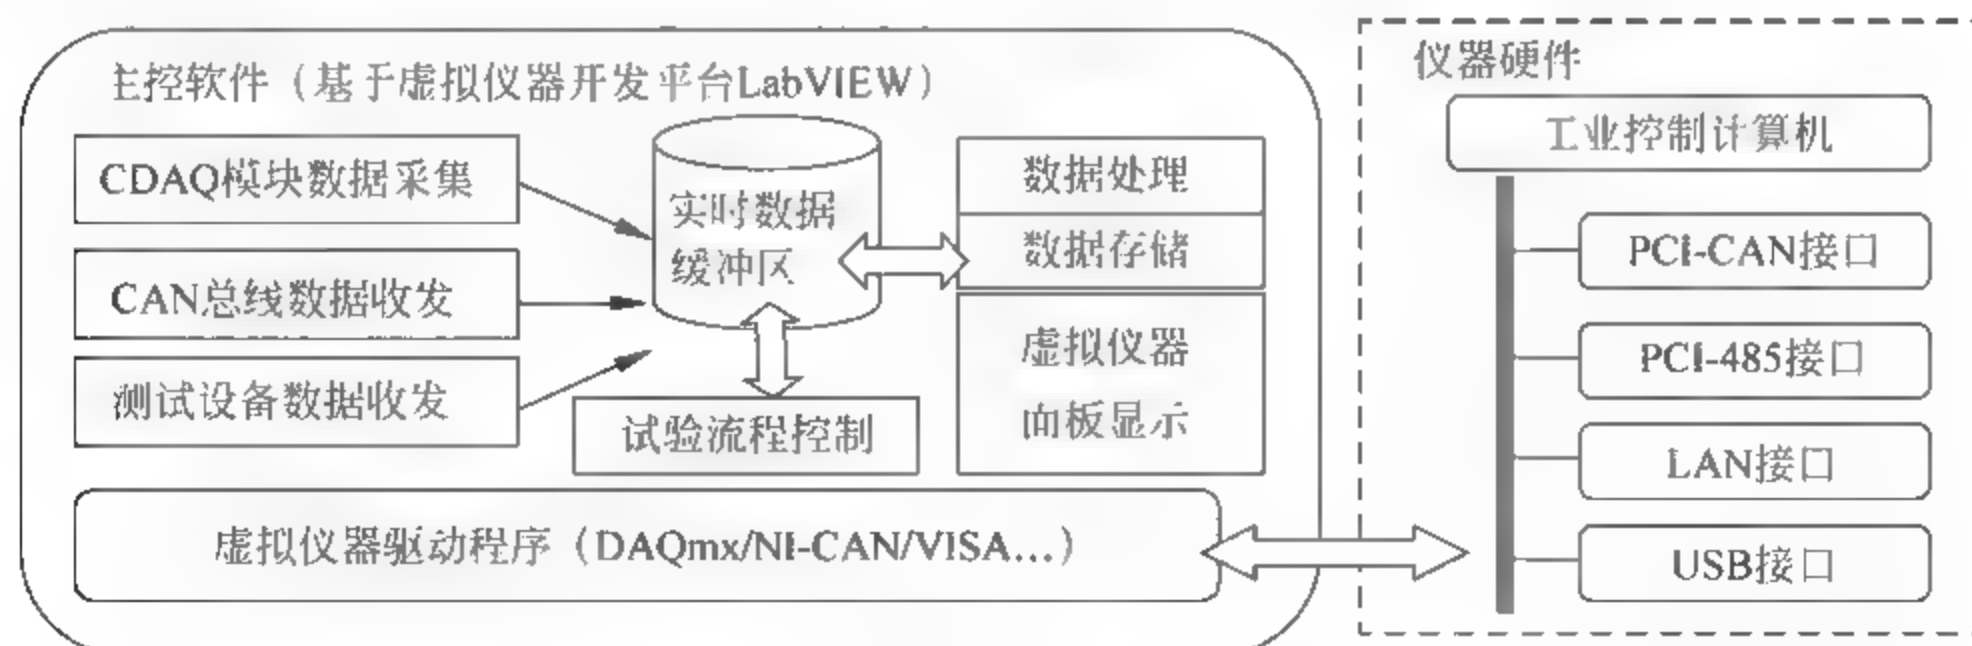 主控软件（基于虚拟仪器开发平台LabVIEW）
CDAQ模块数据采集
CAN总线数据收发
测试设备数据收发
实时数据
缓冲区
试验流程控制
数据处理
数据存储
虚拟仪器
面板显示
虚拟仪器驱动程序（DAQmx/NI-CAN/VISA...）
仪器硬件
工业控制计算机
PCI-CAN接口
PCI-485接口
LAN接口
USB接口